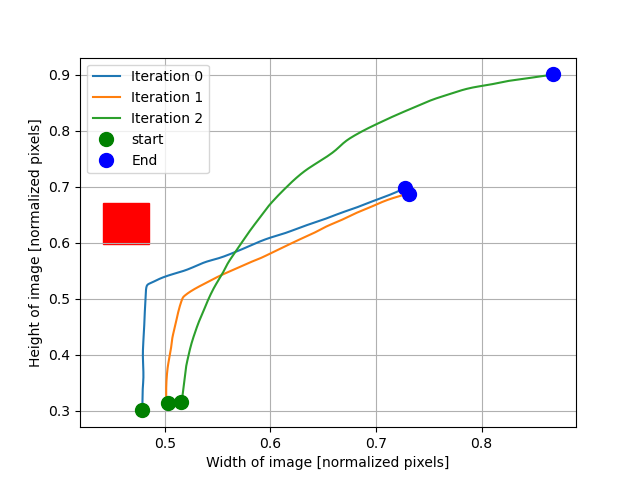 Iteration 0
Iteration 1
Iteration 2
start
End
Height of image [normalized pixels]
0.9
0.8
0.7
0.6
0.5
0.4
0.3
0.5 0.6 0.7 0.8
Width of image [normalized pixels]